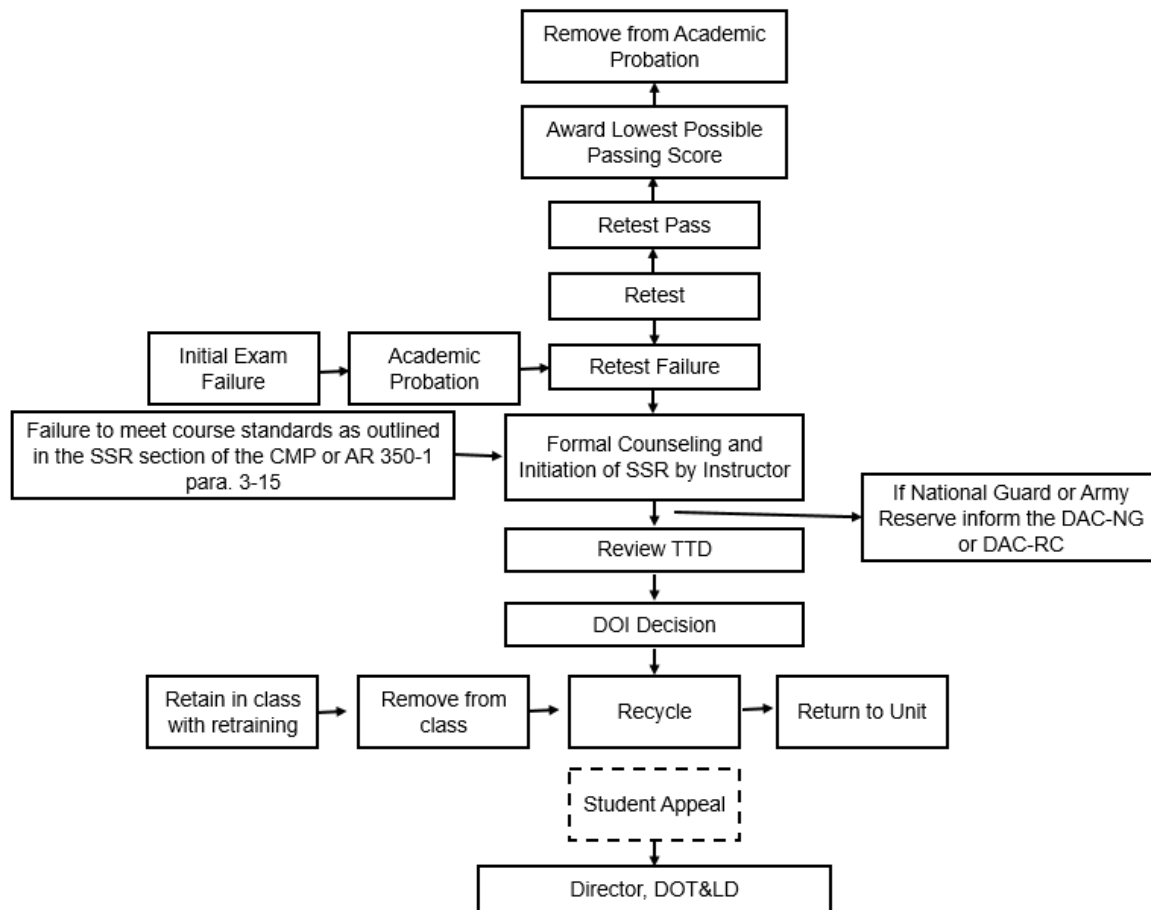 Remove from Academic
Probation
Award Lowest Possible
Passing Score
Retest Pass
Retest
Initial Exam
Failure
Academic
Probation
Retest Failure
Failure to meet course standards as outlined
in the SSR section of the CMP or AR 350-1
para. 3-15
Formal Counseling and
Initiation of SSR by Instructor
If National Guard or Army
Reserve inform the DAC-NG
or DAC-RC
Review TTD
DOI Decision
Retain in class
with retraining
Remove from
class
Recycle
Return to Unit
Student Appeal
Director, DOT&LD